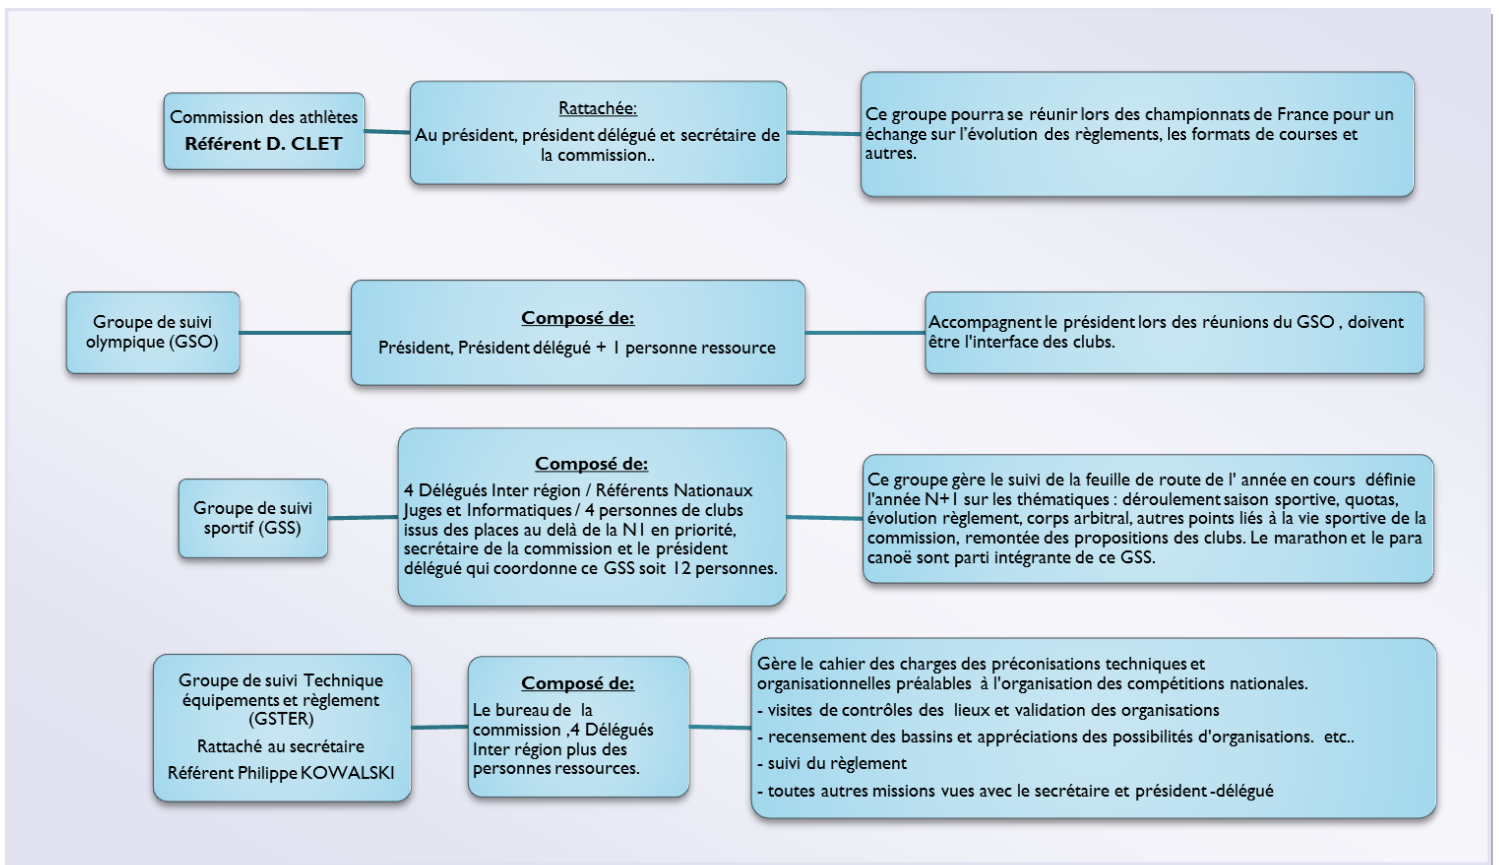 Commission des athlètes
Référent D. CLET
Rattachée:
Au président, président délégué et secrétaire de
la commission..
Ce groupe pourra se réunir lors des championnats de France pour un
échange sur l'évolution des règlements, les formats de courses et
autres.
Groupe de suivi
olympique (GSO)
Composé de:
Président, Président délégué + 1 personne ressource
Accompagnent le président lors des réunions du GSO , doivent
être l'interface des clubs.
Groupe de suivi
sportif (GSS)
Composé de:
4 Délégués Inter région / Référents Nationaux
Juges et Informatiques / 4 personnes de clubs
issus des places au delà de la N1 en priorité,
secrétaire de la commission et le président
délégué qui coordonne ce GSS soit 12 personnes.
Ce groupe gère le suivi de la feuille de route de l' année en cours définie
l'année N+1 sur les thématiques : déroulement saison sportive, quotas,
évolution règlement, corps arbitral, autres points liés à la vie sportive de la
commission, remontée des propositions des clubs. Le marathon et le para
canoë sont parti intégrante de ce GSS.
Groupe de suivi Technique
équipements et règlement
(GSTER)
Rattaché au secrétaire
Référent Philippe KOWALSKI
Composé de:
Le bureau de la
commission ,4 Délégués
Inter région plus des
personnes ressources.
Gère le cahier des charges des préconisations techniques et
organisationnelles préalables à l'organisation des compétitions nationales.
- visites de contrôles des lieux et validation des organisations
- recensement des bassins et appréciations des possibilités d'organisations. etc..
- suivi du règlement
- toutes autres missions vues avec le secrétaire et président-délégué